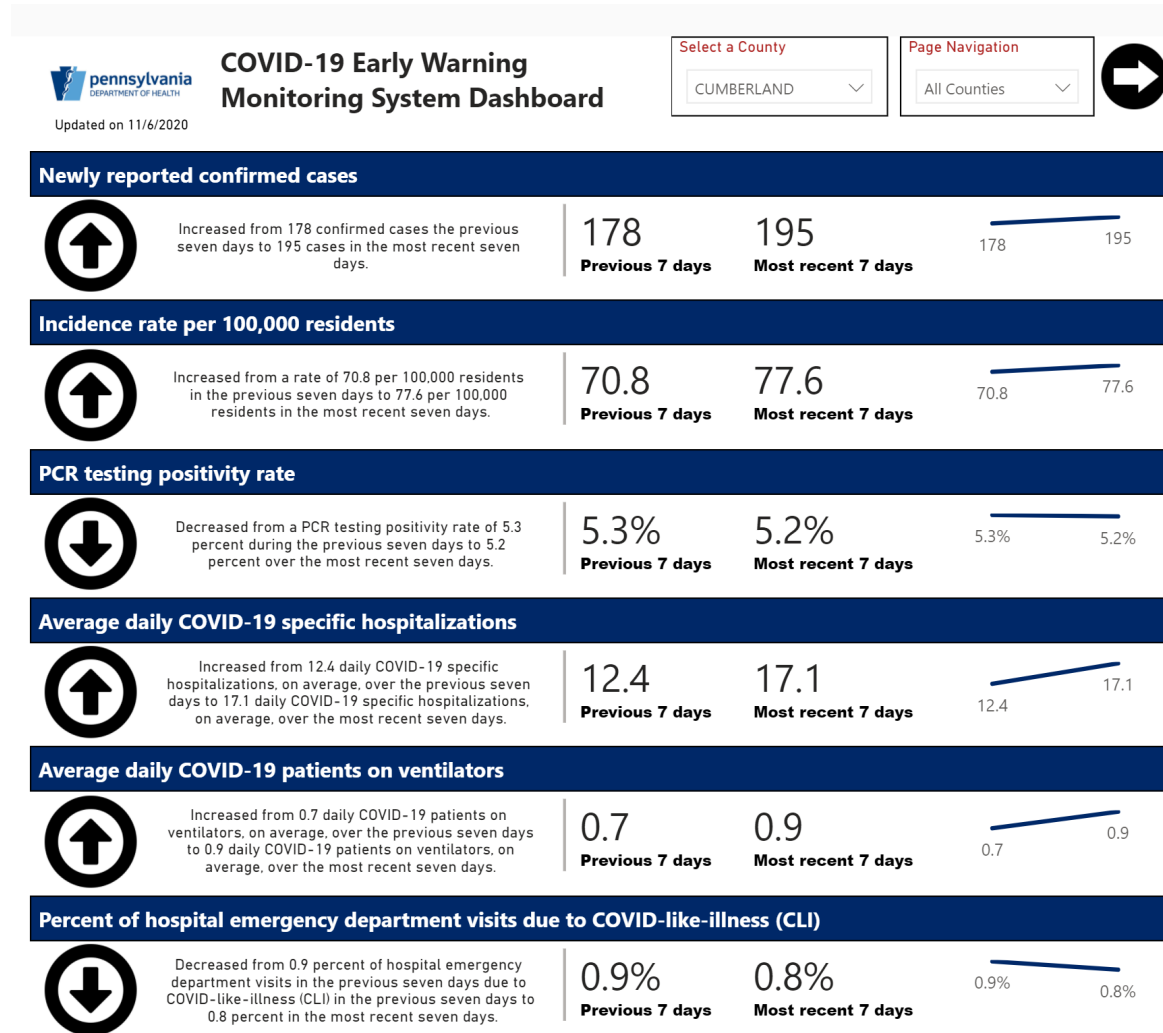 pennsylvania
DEPARTMENT OF HEALTH
Updated on 11/6/2020
COVID-19 Early Warning
Monitoring System Dashboard
Select a County
CUMBERLAND
Page Navigation
All Counties
Newly reported confirmed cases
Increased from 178 confirmed cases the previous
seven days to 195 cases in the most recent seven
days.
178
Previous 7 days
195
Most recent 7 days
178
195
Incidence rate per 100,000 residents
Increased from a rate of 70.8 per 100,000 residents
in the previous seven days to 77.6 per 100,000
residents in the most recent seven days.
70.8
Previous 7 days
77.6
Most recent 7 days
70.8
77.6
PCR testing positivity rate
Decreased from a PCR testing positivity rate of 5.3
percent during the previous seven days to 5.2
percent over the most recent seven days.
5.3%
Previous 7 days
5.2%
Most recent 7 days
5.3%
5.2%
Average daily COVID-19 specific hospitalizations
Increased from 12.4 daily COVID-19 specific
hospitalizations, on average, over the previous seven
days to 17.1 daily COVID-19 specific hospitalizations,
on average, over the most recent seven days.
12.4
Previous 7 days
17.1
Most recent 7 days
12.4
17.1
Average daily COVID-19 patients on ventilators
Increased from 0.7 daily COVID-19 patients on
ventilators, on average, over the previous seven days
to 0.9 daily COVID-19 patients on ventilators, on
average, over the most recent seven days.
0.7
Previous 7 days
0.9
Most recent 7 days
0.7
0.9
Percent of hospital emergency department visits due to COVID-like-illness (CLI)
Decreased from 0.9 percent of hospital emergency
department visits in the previous seven days due to
COVID-like-illness (CLI) in the previous seven days to
0.8 percent in the most recent seven days.
0.9%
Previous 7 days
0.8%
Most recent 7 days
0.9%
0.8%